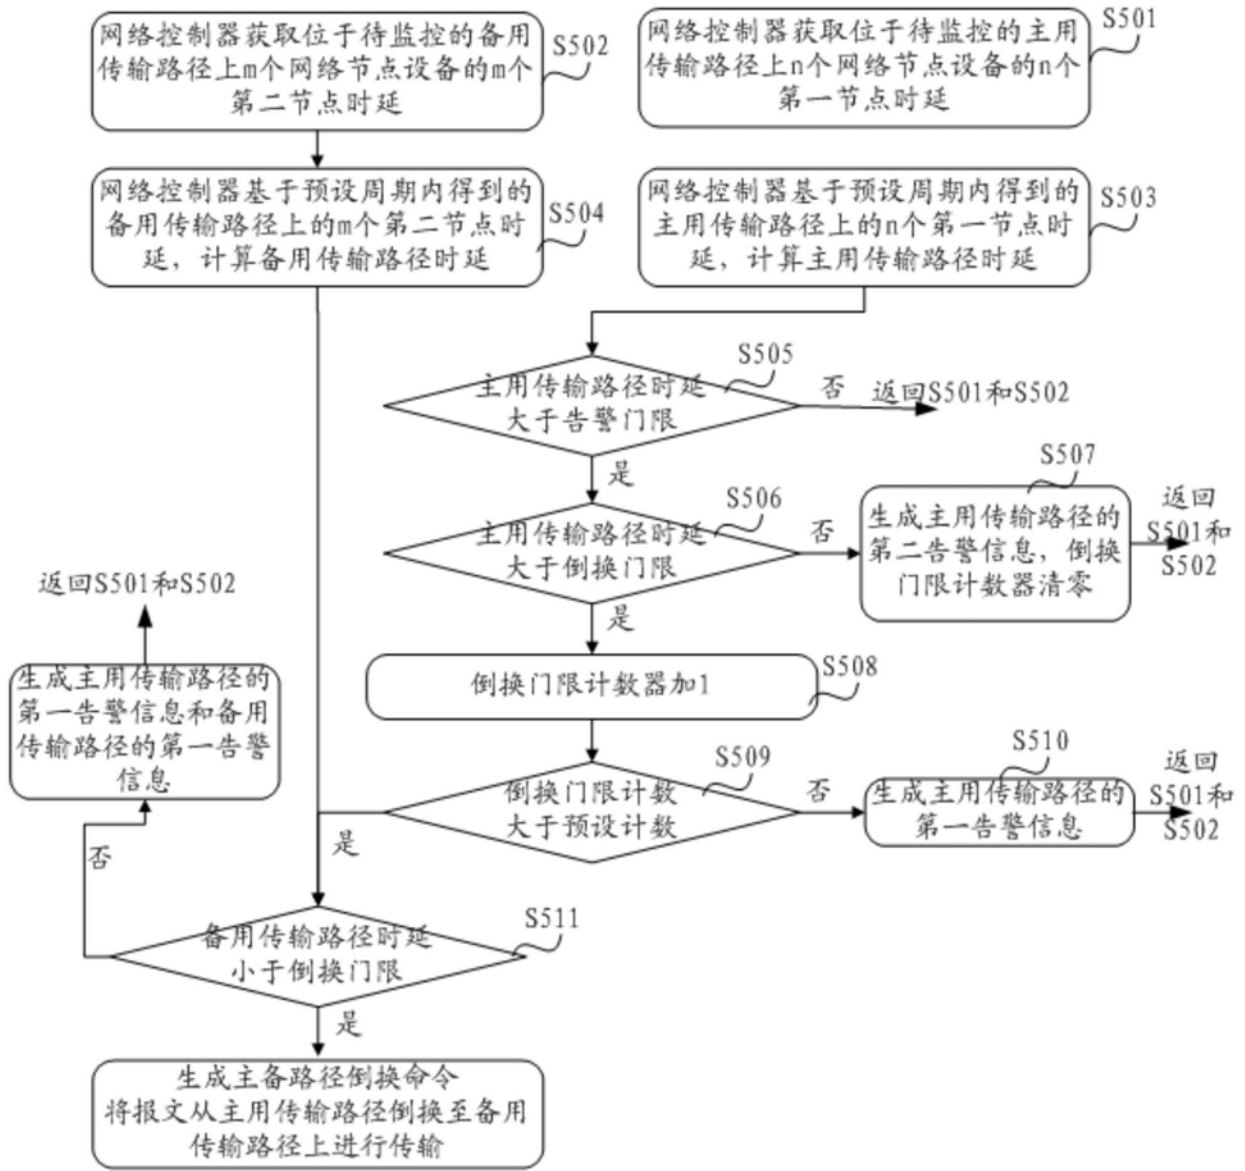 网络控制器获取位于待监控的备用
传输路径上m个网络节点设备的m个
第二节点时延
S502
网络控制器获取位于待监控的主用
传输路径上n个网络节点设备的n个
第一节点时延
S501
网络控制器基于预设周期内得到的
备用传输路径上的m个第二节点时
延，计算备用传输路径时延
S504
网络控制器基于预设周期内得到的
主用传输路径上的n个第一节点时
延，计算主用传输路径时延
S503
主用传输路径时延
大于告警门限
S505
否
返回S501和S502
是
主用传输路径时延
大于倒换门限
S506
否
生成主用传输路径的
第二告警信息，倒换
门限计数器清零
S507
返回
S501和
S502
是
倒换门限计数器加1
S508
倒换门限计数
大于预设计数
S509
否
生成主用传输路径的
第一告警信息
S510
返回
S501和
S502
是
返回S501和S502
生成主用传输路径的
第一告警信息和备用
传输路径的第一告警
信息
否
备用传输路径时延
小于倒换门限
S511
是
生成主备路径倒换命令
将报文从主用传输路径倒换至备用
传输路径上进行传输